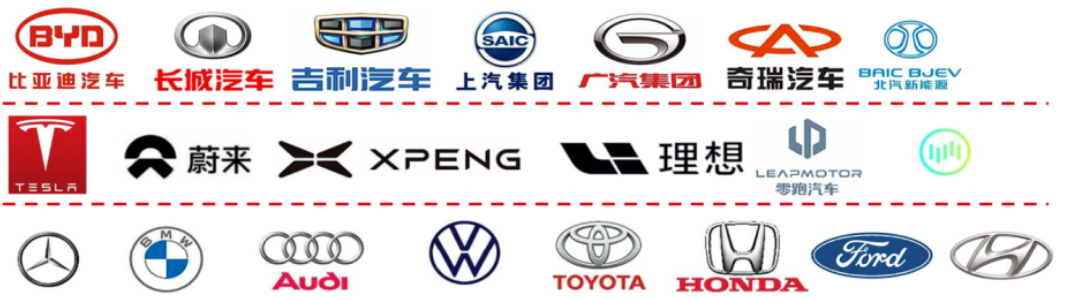 BYD
比亚迪汽车
长城汽车
吉利汽车
SAIC
上汽集团
广汽集团
奇瑞汽车
BAIC BJEV
北汽新能源
TESLA
蔚来
XPENG
理想
LEAPMOTOR
零跑汽车
BMW
Audi
TOYOTA
HONDA
Ford